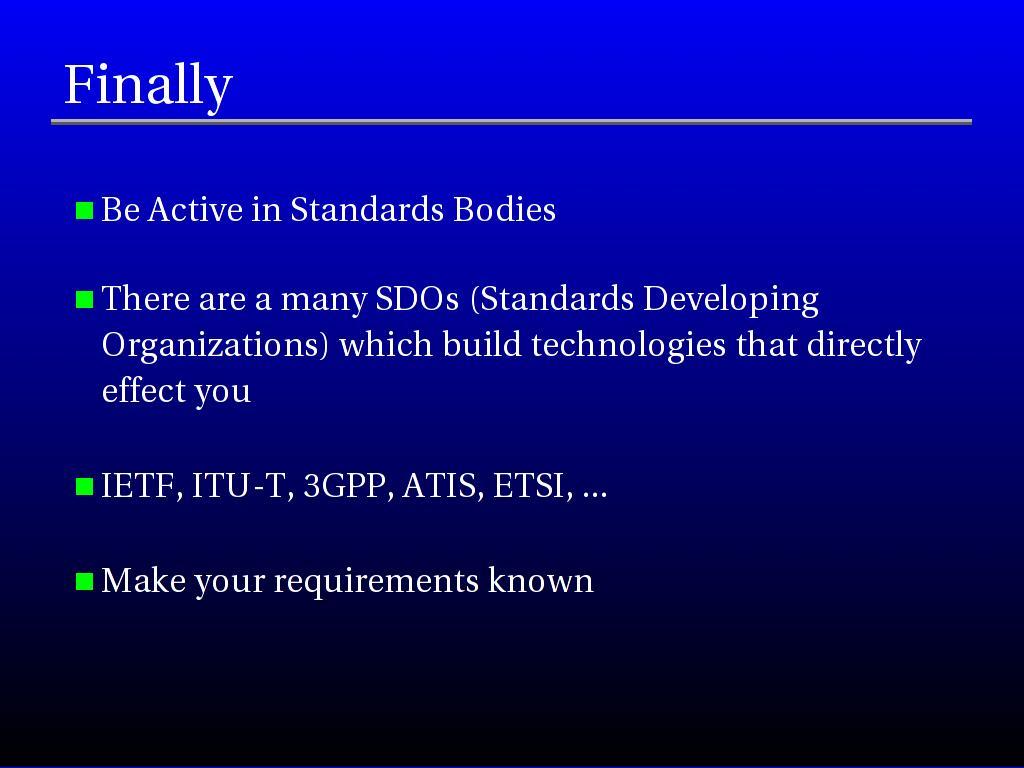 Finally
Be Active in Standards Bodies
There are a many SDOs (Standards Developing
Organizations) which build technologies that directly
effect you
IETF, ITU-T, 3GPP, ATIS, ETSI, ...
Make your requirements known